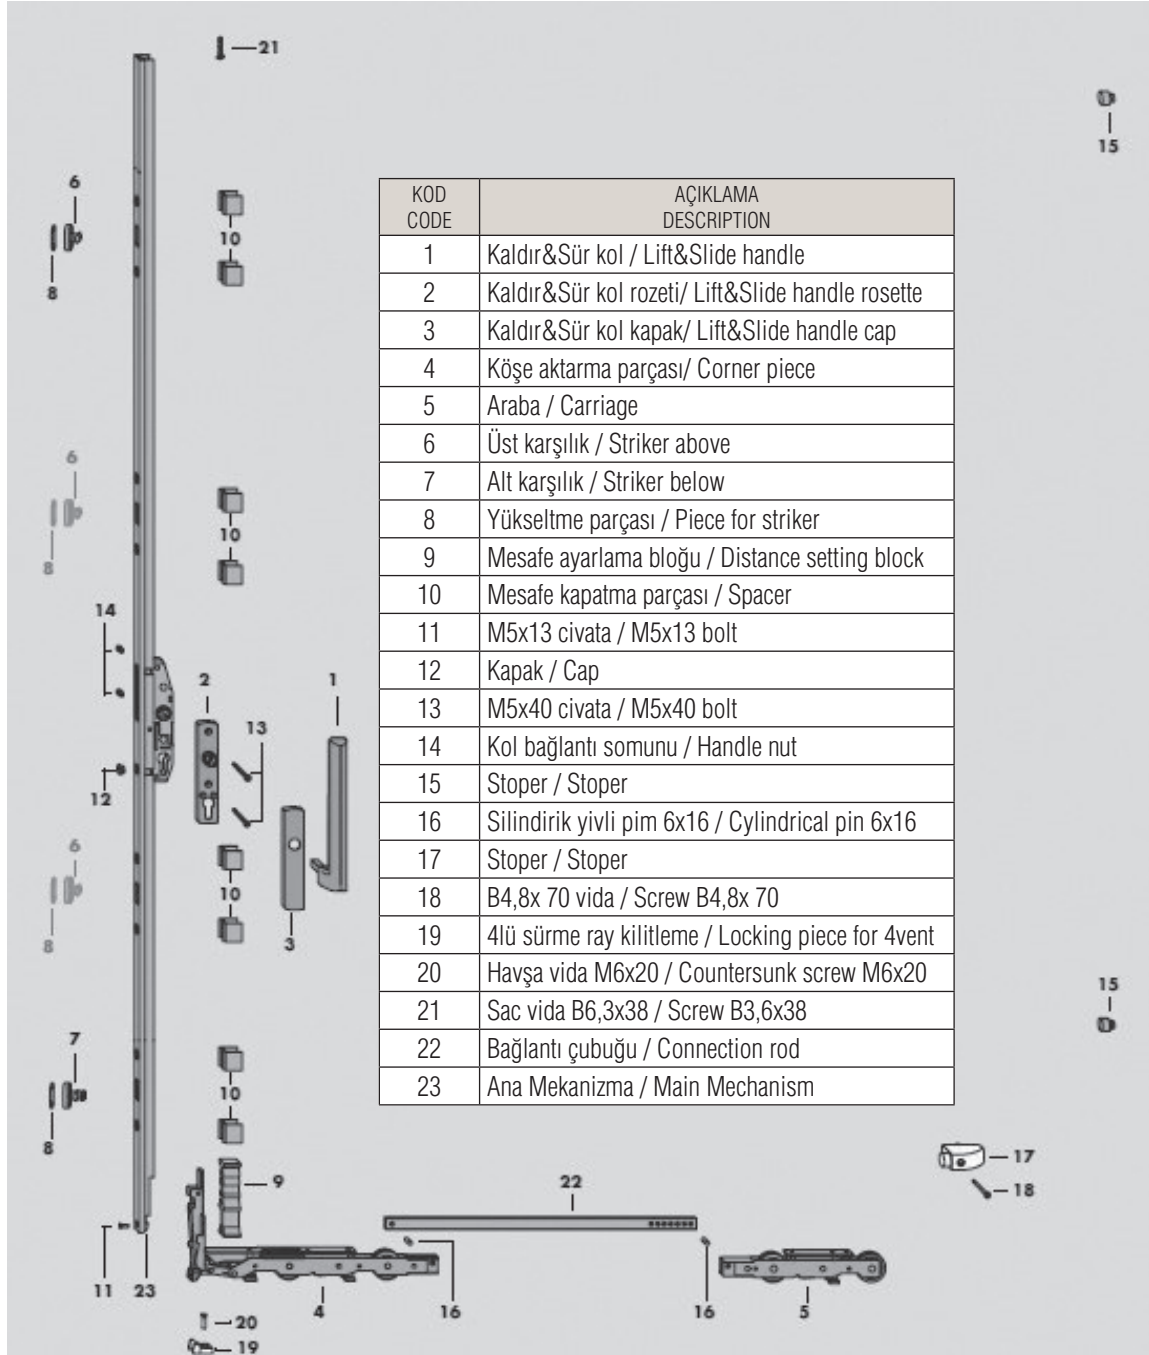 21
15
6
10
8
KOD
CODE
AÇIKLAMA
DESCRIPTION
1 Kaldır&Sür kol / Lift&Slide handle
2 Kaldır&Sür kol rozeti/ Lift&Slide handle rosette
3 Kaldır&Sür kol kapak/ Lift&Slide handle cap
4 Köşe aktarma parçası/ Corner piece
5 Araba / Carriage
6 Üst karşılık / Striker above
7 Alt karşılık / Striker below
8 Yükseltme parçası / Piece for striker
9 Mesafe ayarlama bloğu / Distance setting block
10 Mesafe kapatma parçası / Spacer
11 M5x13 civata / M5x13 bolt
12 Kapak / Cap
13 M5x40 civata / M5x40 bolt
14 Kol bağlantı somunu / Handle nut
15 Stoper / Stoper
16 Silindirik yivli pim 6x16 / Cylindrical pin 6x16
17 Stoper / Stoper
18 B4,8x 70 vida / Screw B4,8x 70
19 4lü sürme ray kilitleme / Locking piece for 4vent
20 Havşa vida M6x20 / Countersunk screw M6x20
21 Sac vida B6,3x38 / Screw B3,6x38
22 Bağlantı çubuğu / Connection rod
23 Ana Mekanizma / Main Mechanism
6
10
8
14
2
1
13
12
6
10
8
3
15
7
10
8
17
9
22
18
11
23
4
16
16
5
20
19